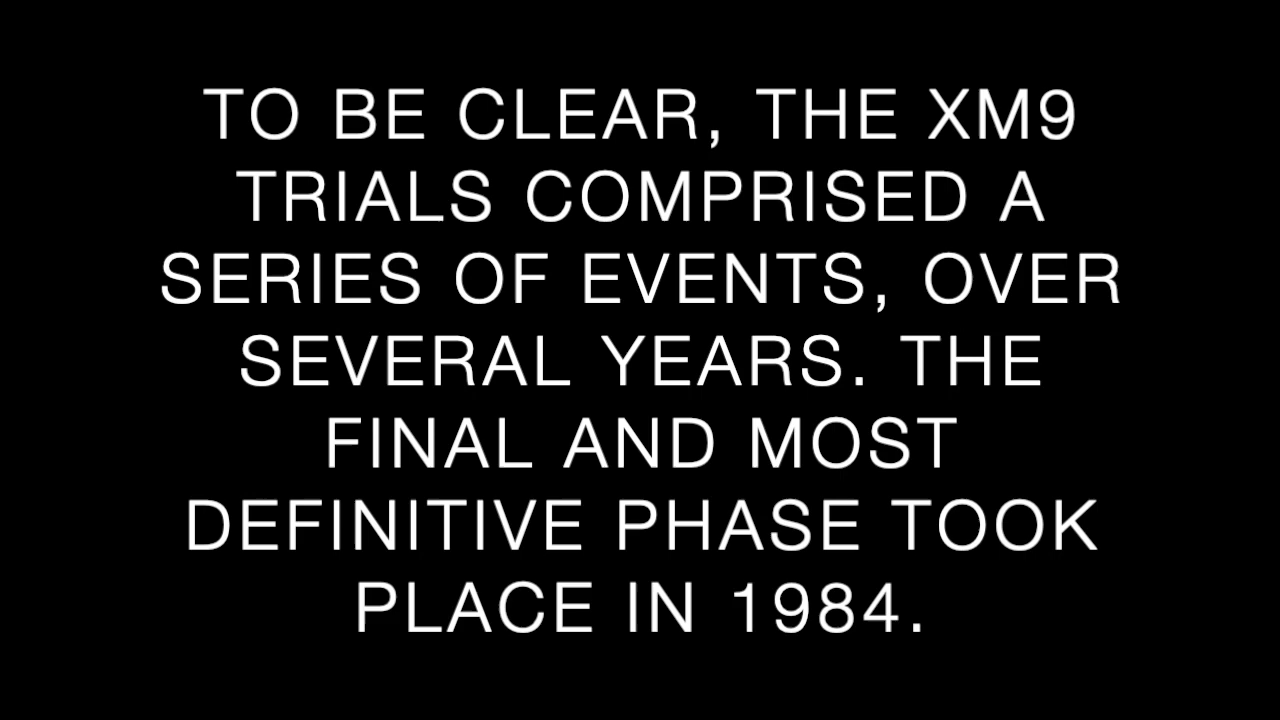 TO BE CLEAR, THE XM9
TRIALS COMPRISED A
SERIES OF EVENTS, OVER
SEVERAL YEARS. THE
FINAL AND MOST
DEFINITIVE PHASE TOOK
PLACE IN 1984.